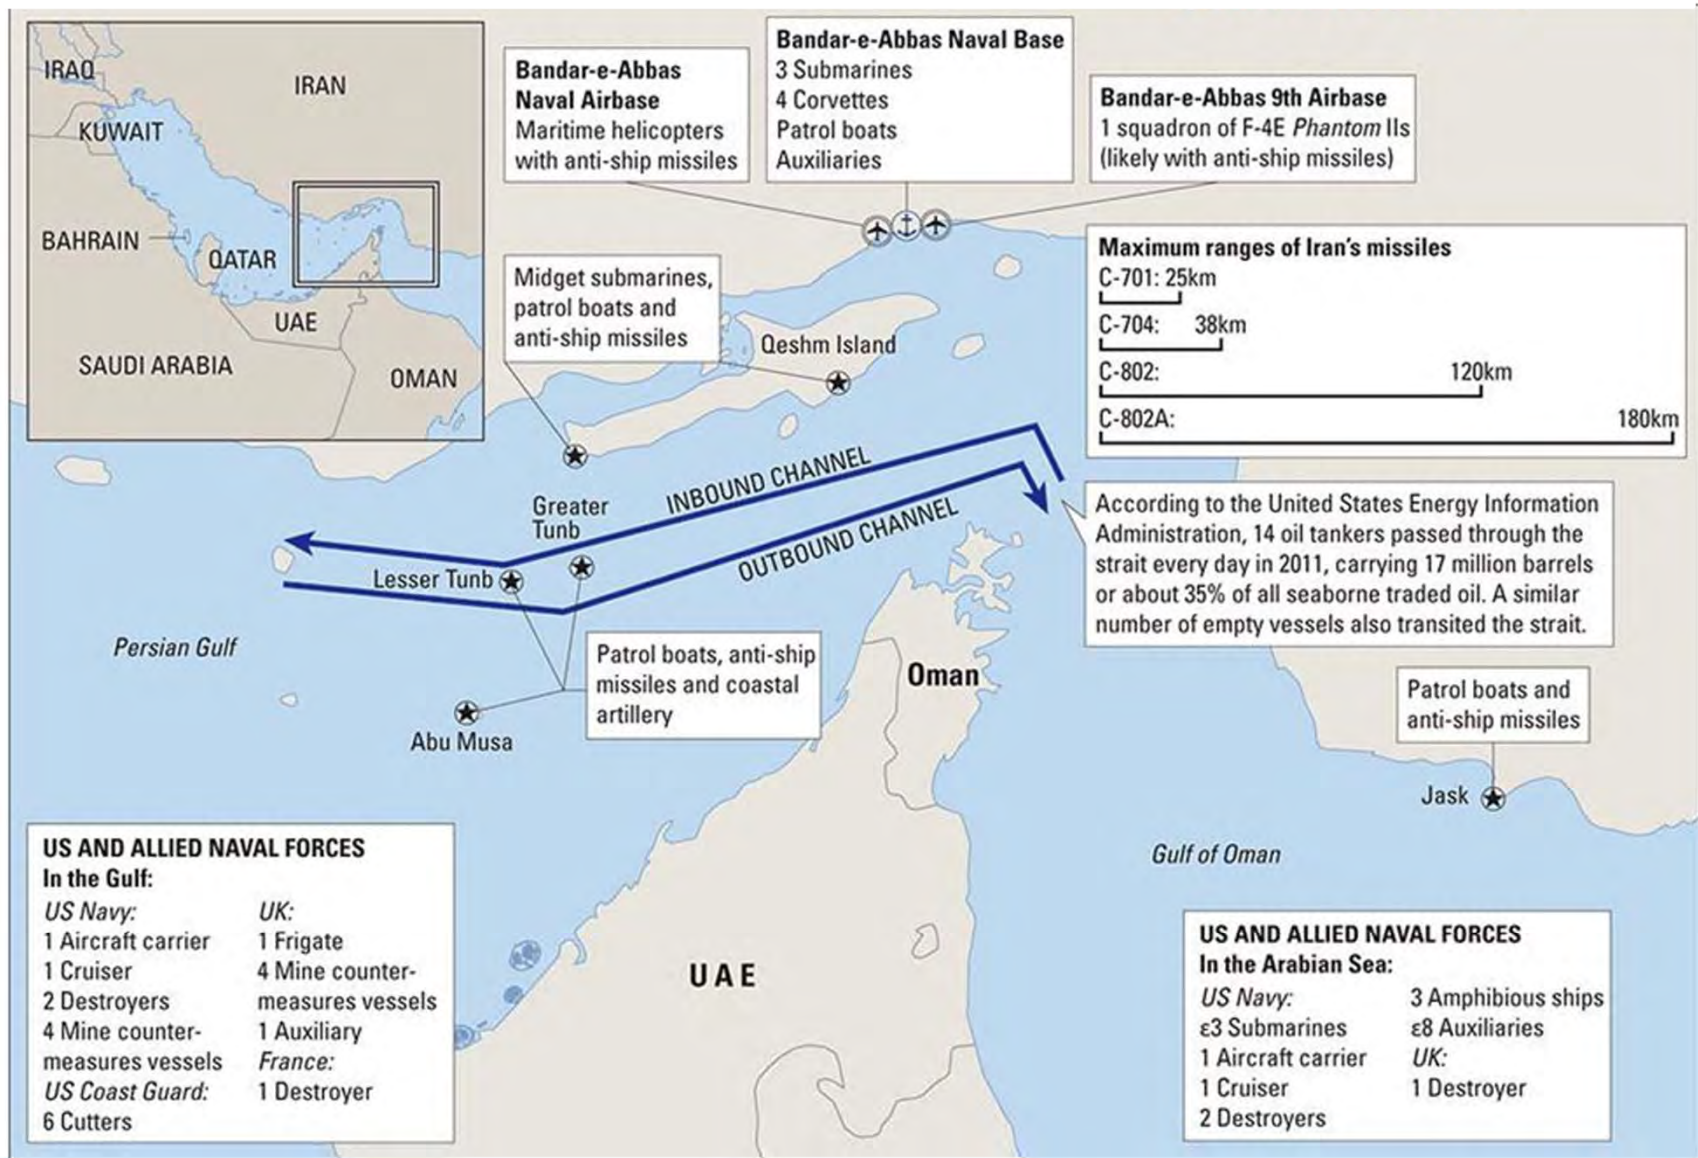 IRAQ
IRAN
KUWAIT
BAHRAIN
QATAR
UAE
SAUDI ARABIA
OMAN
Bandar-e-Abbas
Naval Airbase
Maritime helicopters
with anti-ship missiles
Bandar-e-Abbas Naval Base
3 Submarines
4 Corvettes
Patrol boats
Auxiliaries
Bandar-e-Abbas 9th Airbase
1 squadron of F-4E Phantom IIs
(likely with anti-ship missiles)
Maximum ranges of Iran's missiles
C-701: 25km
C-704: 38km
C-802: 120km
C-802A: 180km
Midget submarines,
patrol boats and
anti-ship missiles
Qeshm Island
INBOUND CHANNEL
OUTBOUND CHANNEL
Greater
Tunb
Lesser Tunb
According to the United States Energy Information
Administration, 14 oil tankers passed through the
strait every day in 2011, carrying 17 million barrels
or about 35% of all seaborne traded oil. A similar
number of empty vessels also transited the strait.
Persian Gulf
Patrol boats, anti-ship
missiles and coastal
artillery
Abu Musa
Oman
Patrol boats and
anti-ship missiles
Jask
Gulf of Oman
UAE
US AND ALLIED NAVAL FORCES
In the Gulf:
US Navy:
1 Aircraft carrier
1 Cruiser
2 Destroyers
4 Mine counter-
measures vessels
US Coast Guard:
6 Cutters
UK:
1 Frigate
4 Mine counter-
measures vessels
1 Auxiliary
France:
1 Destroyer
US AND ALLIED NAVAL FORCES
In the Arabian Sea:
US Navy:
ε3 Submarines
1 Aircraft carrier
1 Cruiser
2 Destroyers
3 Amphibious ships
ε8 Auxiliaries
UK:
1 Destroyer